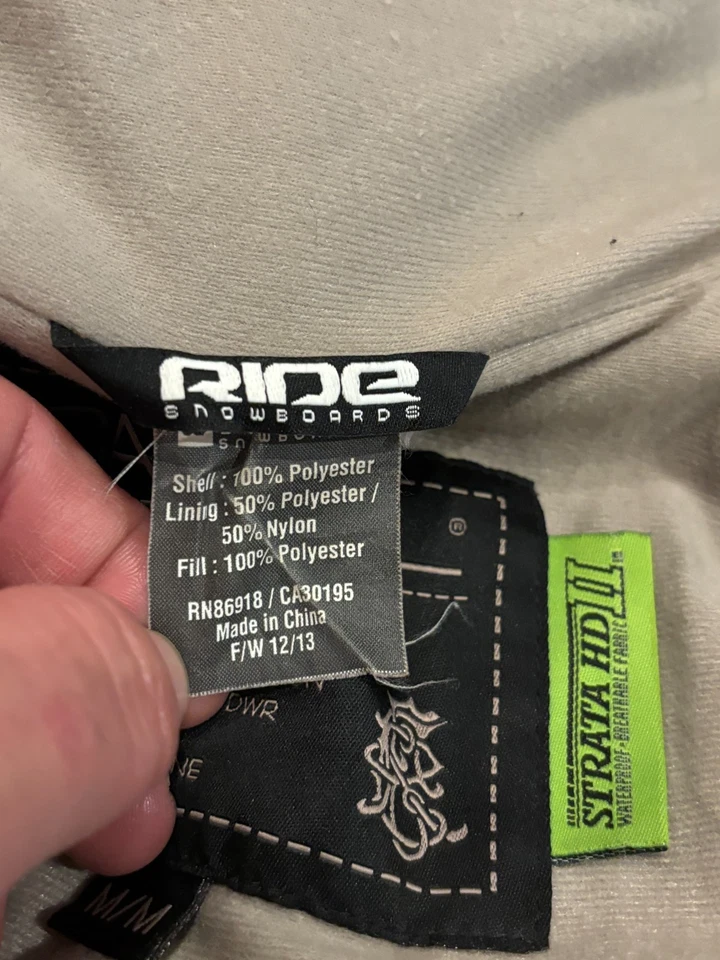 RIDE
SNOWBOARDS
Shell : 100% Polyester
Lining : 50% Polyester /
50% Nylon
Fill : 100% Polyester
RN86918 / CA30195
Made in China
F/W 12/13
DWR
STRATA HD II
WATERPROOF-BREATHABLE FABRIC
M/M
®